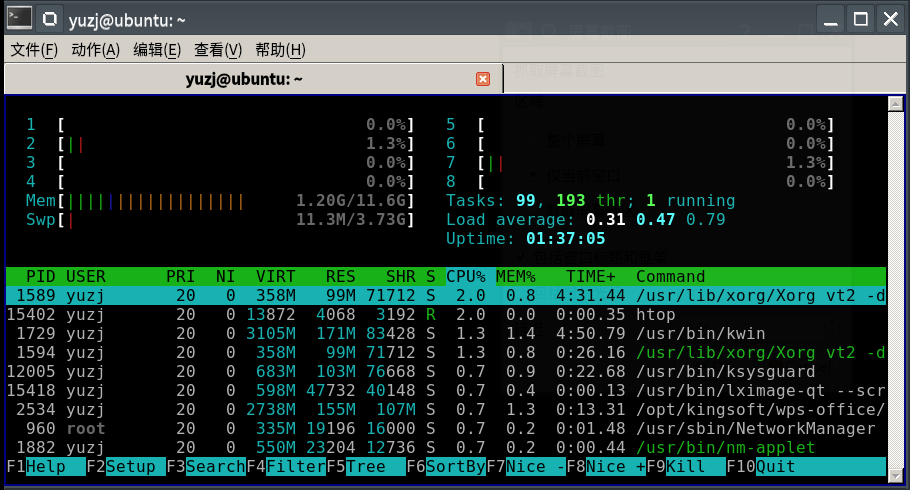 yuzj@ubuntu: ~
文件(F) 动作(A) 编辑(E) 查看(V) 帮助(H)
yuzj@ubuntu: ~
1 [ 0.0%] 5 [ 0.0%]
2 [|| 1.3%] 6 [ 0.0%]
3 [ 0.0%] 7 [|| 1.3%]
4 [ 0.0%] 8 [ 0.0%]
Mem[|||||||||||||||||| 1.20G/11.6G] Tasks: 99, 193 thr; 1 running
Swp[| 11.3M/3.73G] Load average: 0.31 0.47 0.79
Uptime: 01:37:05
PID USER PRI NI VIRT RES SHR S CPU% MEM% TIME+ Command
1589 yuzj 20 0 358M 99M 71712 S 2.0 0.8 4:31.44 /usr/lib/xorg/Xorg vt2 -d
15402 yuzj 20 0 13872 4068 3192 R 2.0 0.0 0:00.35 htop
1729 yuzj 20 0 3105M 171M 83428 S 1.3 1.4 4:50.79 /usr/bin/kwin
1594 yuzj 20 0 358M 99M 71712 S 1.3 0.8 0:26.16 /usr/lib/xorg/Xorg vt2 -d
12005 yuzj 20 0 683M 103M 76668 S 0.7 0.9 0:22.68 /usr/bin/ksysguard
15418 yuzj 20 0 598M 47732 40148 S 0.7 0.4 0:00.13 /usr/bin/lximage-qt --scr
2534 yuzj 20 0 2738M 155M 107M S 0.7 1.3 0:13.31 /opt/kingsoft/wps-office/
960 root 20 0 335M 19196 16000 S 0.7 0.2 0:01.48 /usr/sbin/NetworkManager
1882 yuzj 20 0 550M 23204 12736 S 0.7 0.2 0:00.44 /usr/bin/nm-applet
F1Help F2Setup F3SearchF4FilterF5Tree F6SortByF7Nice -F8Nice +F9Kill F10Quit